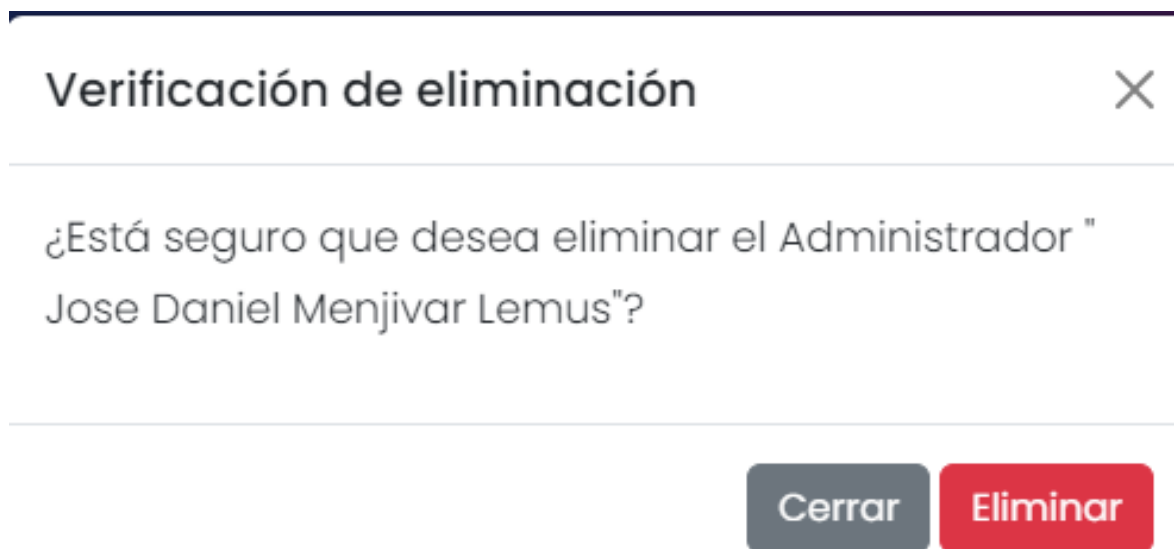 Verificación de eliminación
¿Está seguro que desea eliminar el Administrador "
Jose Daniel Menjivar Lemus"?
Cerrar Eliminar